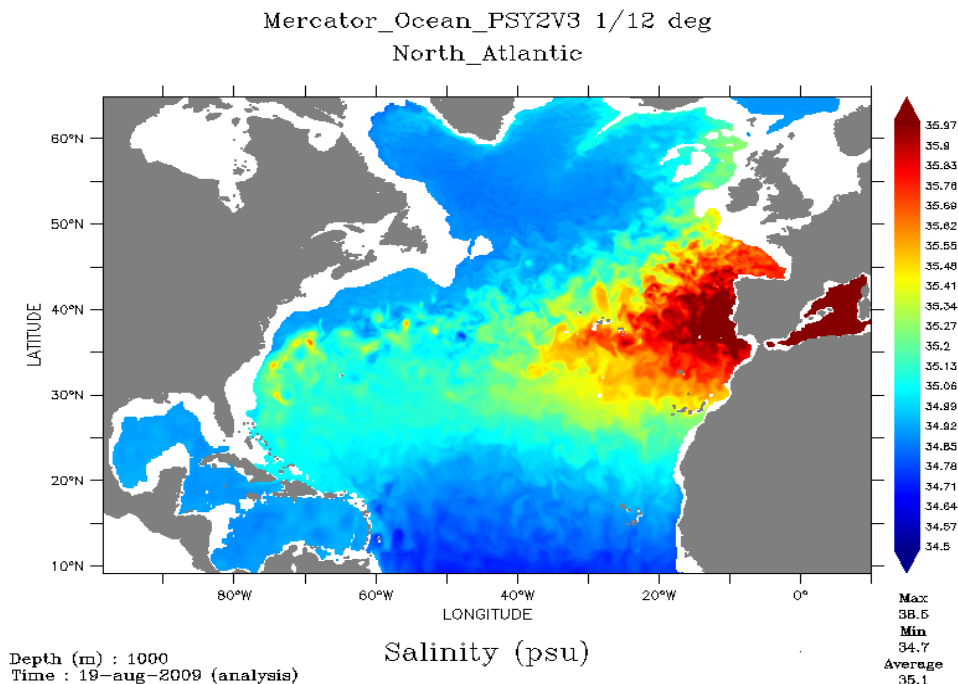 Mercator_Ocean_PSY2V3 1/12 deg
North_Atlantic
60°N
50°N
40°N
30°N
20°N
10°N
LATITUDE
80°W
60°W
40°W
20°W
0°
LONGITUDE
35.97
35.9
35.83
35.76
35.69
35.62
35.55
35.48
35.41
35.34
35.27
35.2
35.13
35.06
34.99
34.92
34.85
34.78
34.71
34.64
34.57
34.5
Max
38.5
Min
34.7
Average
35.1
Salinity (psu)
Depth (m) : 1000
Time : 19-aug-2009 (analysis)